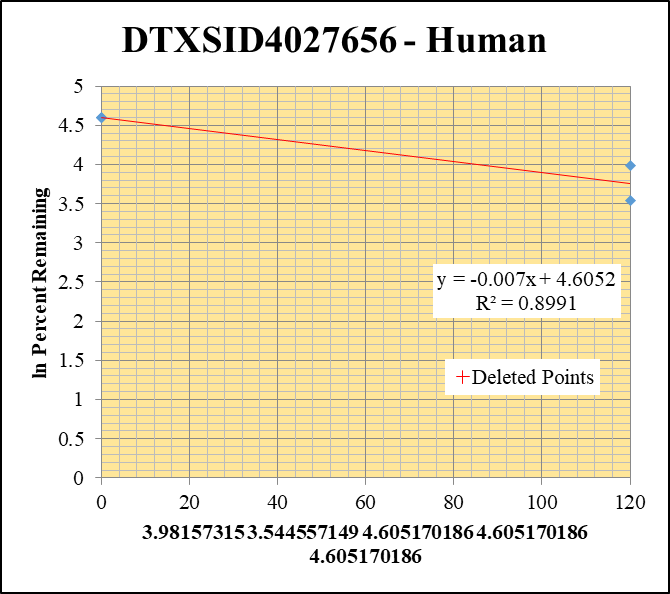 DTXSID4027656 - Human
5
4.5
4
3.5
3
2.5
2
1.5
1
0.5
0
ln Percent Remaining
y = -0.007x + 4.6052
R² = 0.8991
Deleted Points
0 20 40 60 80 100 120
3.98157315 3.544557149 4.605170186 4.605170186
4.605170186